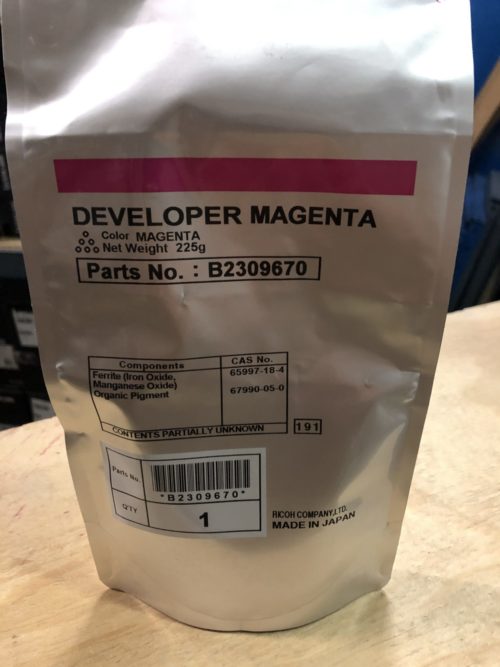 DEVELOPER MAGENTA
Color MAGENTA
Net Weight 225g
Parts No. : B2309670
Components CAS No.
Ferrite (Iron Oxide, 65997-18-4
Manganese Oxide)
Organic Pigment 67990-05-0
CONTENTS PARTIALLY UNKNOWN
191
Parts No.
*B2309670*
Q'TY 1
RICOH COMPANY,LTD.
MADE IN JAPAN